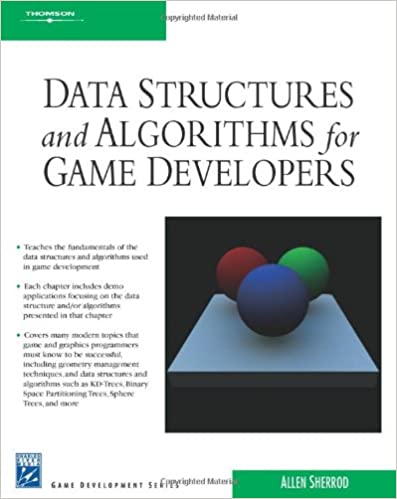 THOMSON
DATA STRUCTURES
and ALGORITHMS for
GAME DEVELOPERS
• Teaches the fundamentals of the
data structures and algorithms used
in game development
• Each chapter includes demo
applications focusing on the data
structure and/or algorithms
presented in that chapter
• Covers many modern topics that
game and graphics programmers
must know to be successful,
including geometry management
techniques, and data structures and
algorithms such as KD-Trees, Binary
Space Partitioning Trees, Sphere
Trees, and more
CHARLES
RIVER
MEDIA
GAME DEVELOPMENT SERIES
ALLEN SHERROD